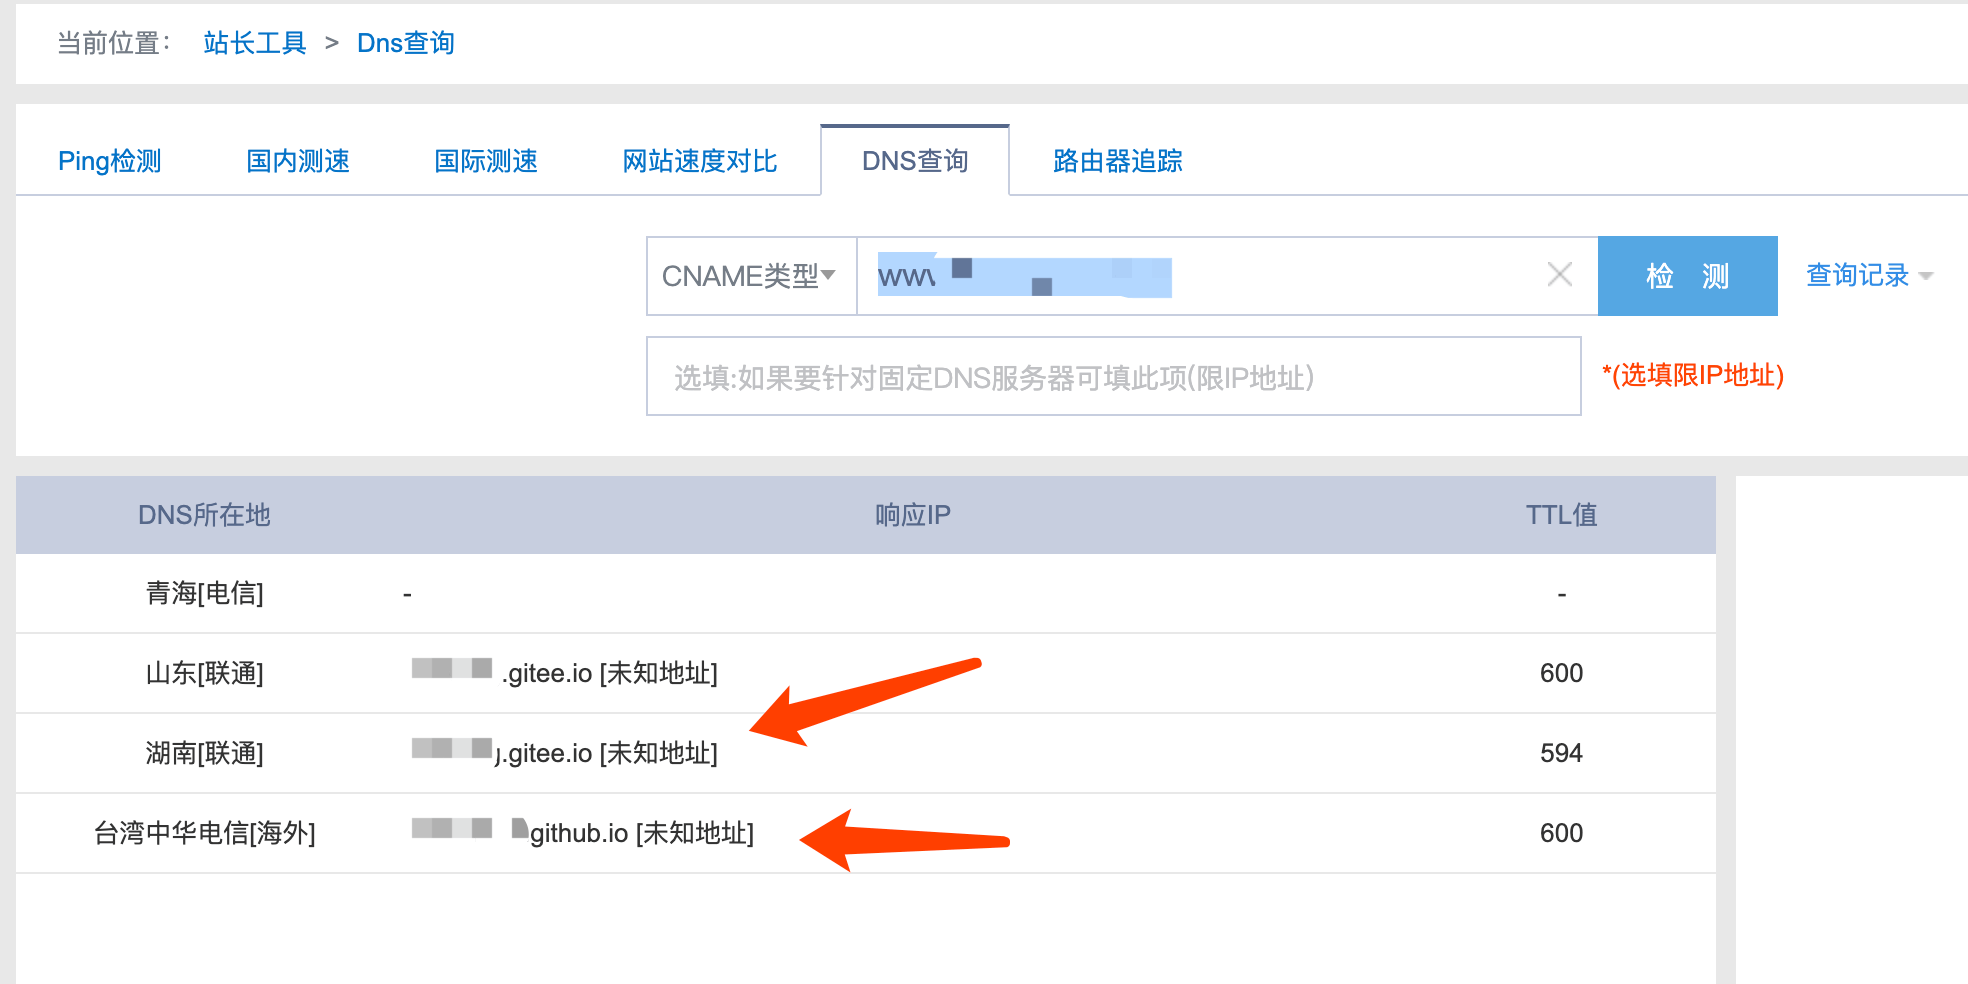 当前位置： 站长工具 > Dns查询
Ping检测 国内测速 国际测速 网站速度对比 DNS查询 路由器追踪
CNAME类型 检 测 查询记录
选填:如果要针对固定DNS服务器可填此项(限IP地址) *(选填限IP地址)
DNS所在地 响应IP TTL值
青海[电信] - -
山东[联通] .gitee.io [未知地址] 600
湖南[联通] .gitee.io [未知地址] 594
台湾中华电信[海外] github.io [未知地址] 600